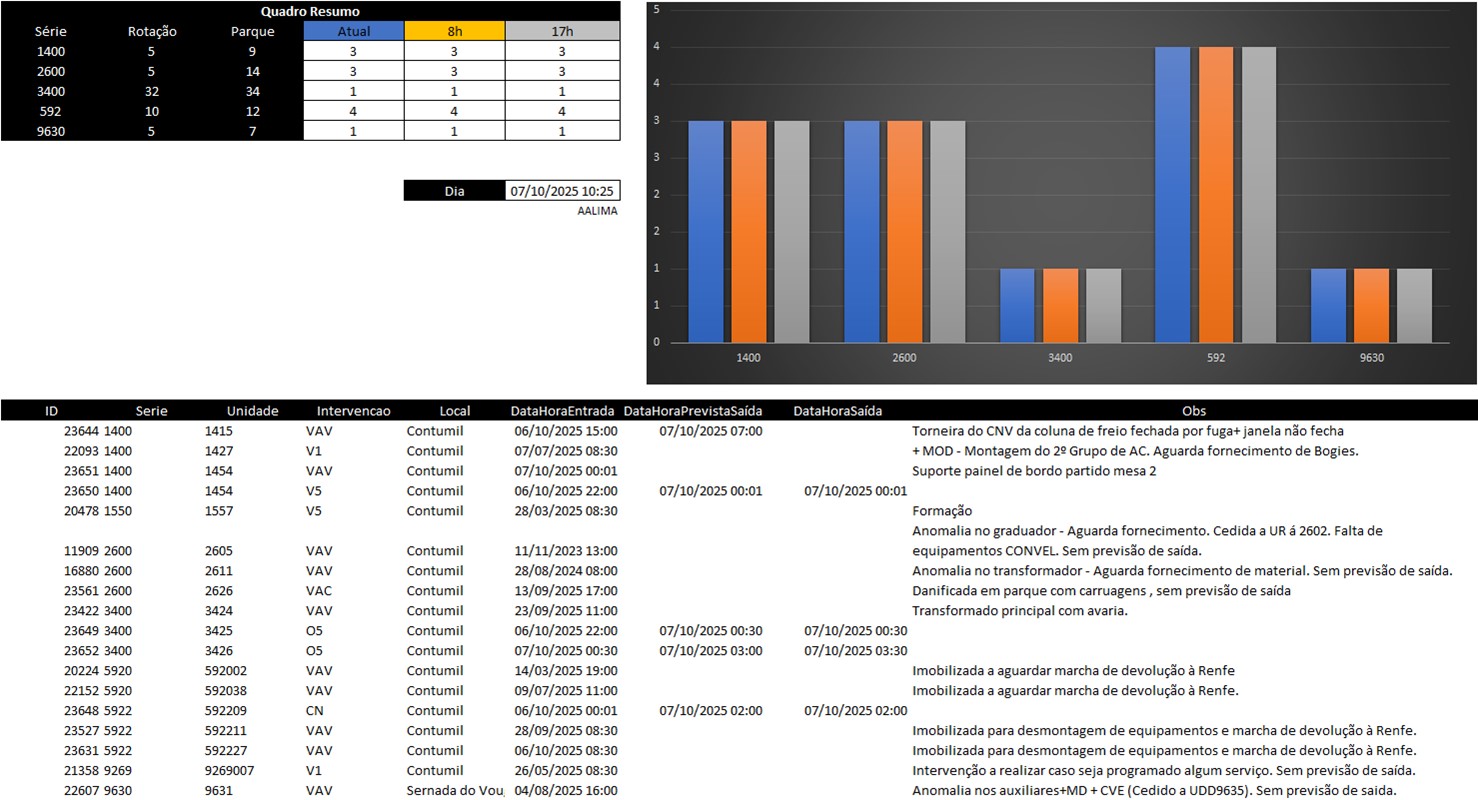 Quadro Resumo
Série Rotação Parque Atual 8h 17h
1400 5 9 3 3 3
2600 5 14 3 3 3
3400 32 34 1 1 1
592 10 12 4 4 4
9630 5 7 1 1 1
Dia 07/10/2025 10:25
AALIMA
5
4
4
3
3
2
2
1
1
0
1400 2600 3400 592 9630
ID Serie Unidade Intervencao Local DataHoraEntrada DataHoraPrevistaSaída DataHoraSaída Obs
23644 1400 1415 VAV Contumil 06/10/2025 15:00 07/10/2025 07:00 Torneira do CNV da coluna de freio fechada por fuga+ janela não fecha
22093 1400 1427 V1 Contumil 07/07/2025 08:30 + MOD - Montagem do 2º Grupo de AC. Aguarda fornecimento de Bogies.
23651 1400 1454 VAV Contumil 07/10/2025 00:01 Suporte painel de bordo partido mesa 2
23650 1400 1454 V5 Contumil 06/10/2025 22:00 07/10/2025 00:01 07/10/2025 00:01
20478 1550 1557 V5 Contumil 28/03/2025 08:30 Formação
Anomalia no graduador - Aguarda fornecimento. Cedida a UR á 2602. Falta de
11909 2600 2605 VAV Contumil 11/11/2023 13:00 equipamentos CONVEL. Sem previsão de saída.
16880 2600 2611 VAV Contumil 28/08/2024 08:00 Anomalia no transformador - Aguarda fornecimento de material. Sem previsão de saída.
23561 2600 2626 VAC Contumil 13/09/2025 17:00 Danificada em parque com carruagens , sem previsão de saída
23422 3400 3424 VAV Contumil 23/09/2025 11:00 Transformado principal com avaria.
23649 3400 3425 O5 Contumil 06/10/2025 22:00 07/10/2025 00:30 07/10/2025 00:30
23652 3400 3426 O5 Contumil 07/10/2025 00:30 07/10/2025 03:00 07/10/2025 03:30
20224 5920 592002 VAV Contumil 14/03/2025 19:00 Imobilizada a aguardar marcha de devolução à Renfe
22152 5920 592038 VAV Contumil 09/07/2025 11:00 Imobilizada a aguardar marcha de devolução à Renfe.
23648 5922 592209 CN Contumil 06/10/2025 00:01 07/10/2025 02:00 07/10/2025 02:00
23527 5922 592211 VAV Contumil 28/09/2025 08:30 Imobilizada para desmontagem de equipamentos e marcha de devolução à Renfe.
23631 5922 592227 VAV Contumil 06/10/2025 08:30 Imobilizada para desmontagem de equipamentos e marcha de devolução à Renfe.
21358 9269 9269007 V1 Contumil 26/05/2025 08:30 Intervenção a realizar caso seja programado algum serviço. Sem previsão de saída.
22607 9630 9631 VAV Sernada do Vou 04/08/2025 16:00 Anomalia nos auxiliares+MD + CVE (Cedido a UDD9635). Sem previsão de saida.